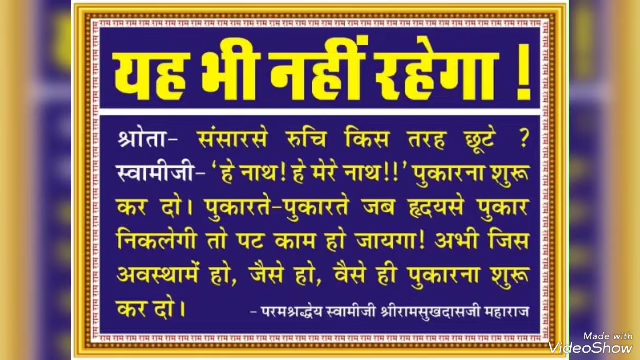 यह भी नहीं रहेगा !
श्रोता- संसारसे रुचि किस तरह छूटे ?
स्वामीजी- 'हे नाथ! हे मेरे नाथ!!' पुकारना शुरू
कर दो। पुकारते-पुकारते जब हृदयसे पुकार
निकलेगी तो पट काम हो जायगा! अभी जिस
अवस्थामें हो, जैसे हो, वैसे ही पुकारना शुरू
कर दो।
- परमश्रद्धेय स्वामीजी श्रीरामसुखदासजी महाराज
Made with
VideoShow